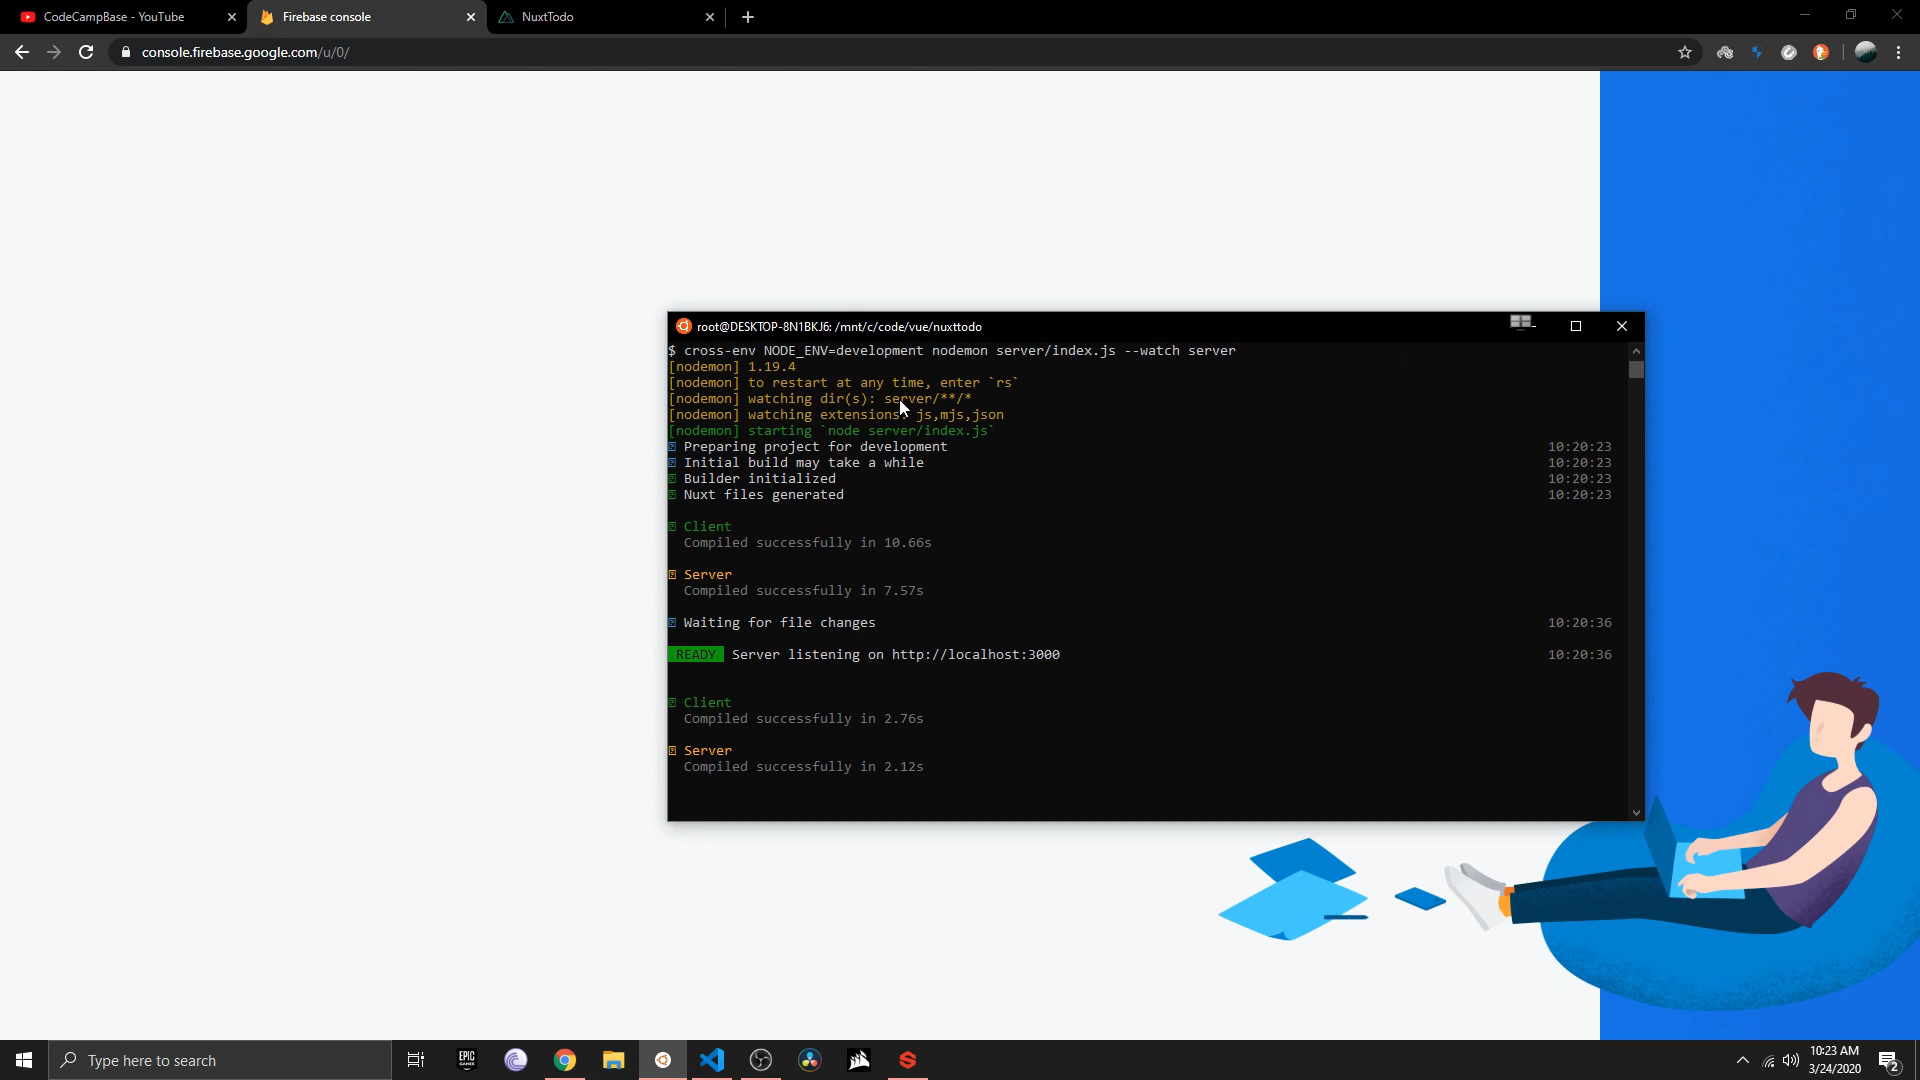 CodeCampBase - YouTube
Firebase console
NuxtTodo
console.firebase.google.com/u/0/
root@DESKTOP-8N1BKJ6: /mnt/c/code/vue/nuxttodo
$ cross-env NODE_ENV=development nodemon server/index.js --watch server
[nodemon] 1.19.4
[nodemon] to restart at any time, enter `rs`
[nodemon] watching dir(s): server/**/*
[nodemon] watching extensions: js,mjs,json
[nodemon] starting `node server/index.js`
Preparing project for development 10:20:23
Initial build may take a while 10:20:23
Builder initialized 10:20:23
Nuxt files generated 10:20:23
Client
Compiled successfully in 10.66s
Server
Compiled successfully in 7.57s
Waiting for file changes 10:20:36
READY Server listening on http://localhost:3000 10:20:36
Client
Compiled successfully in 2.76s
Server
Compiled successfully in 2.12s
Type here to search
EPIC GAMES
10:23 AM
3/24/2020
2